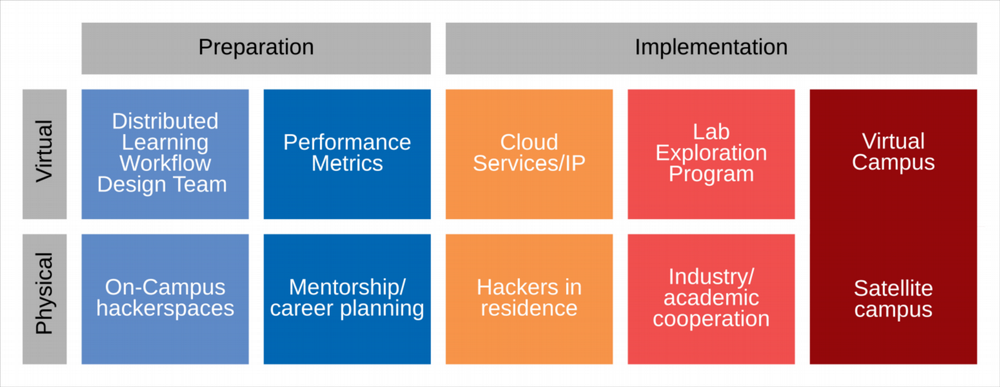 Preparation
Implementation
Virtual
Distributed
Learning
Workflow
Design Team
Performance
Metrics
Cloud
Services/IP
Lab
Exploration
Program
Virtual
Campus
Physical
On-Campus
hackerspaces
Mentorship/
career planning
Hackers in
residence
Industry/
academic
cooperation
Satellite
campus